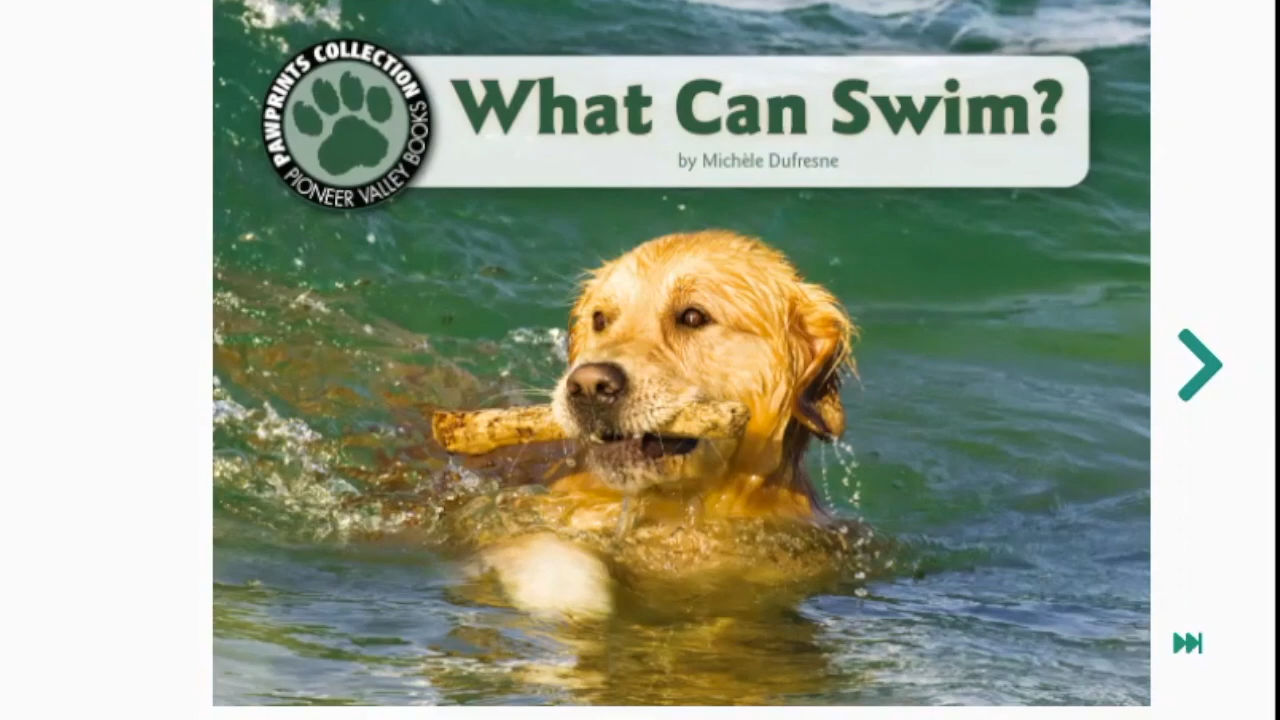 PAWPRINTS COLLECTION
PIONEER VALLEY BOOKS
What Can Swim?
by Michèle Dufresne